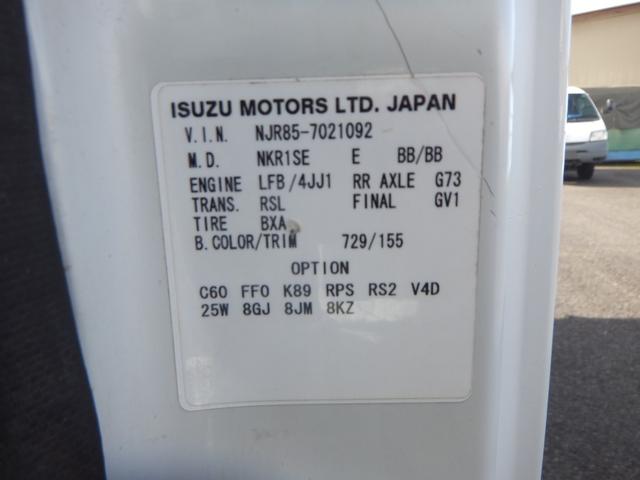 ISUZU MOTORS LTD. JAPAN
V.I.N. NJR85-7021092
M.D. NKR1SE E BB/BB
ENGINE LFB/4JJ1 RR AXLE G73
TRANS. RSL FINAL GV1
TIRE BXA
B.COLOR/TRIM 729/155
OPTION
C60 FF0 K89 RPS RS2 V4D
25W 8GJ 8JM 8KZ